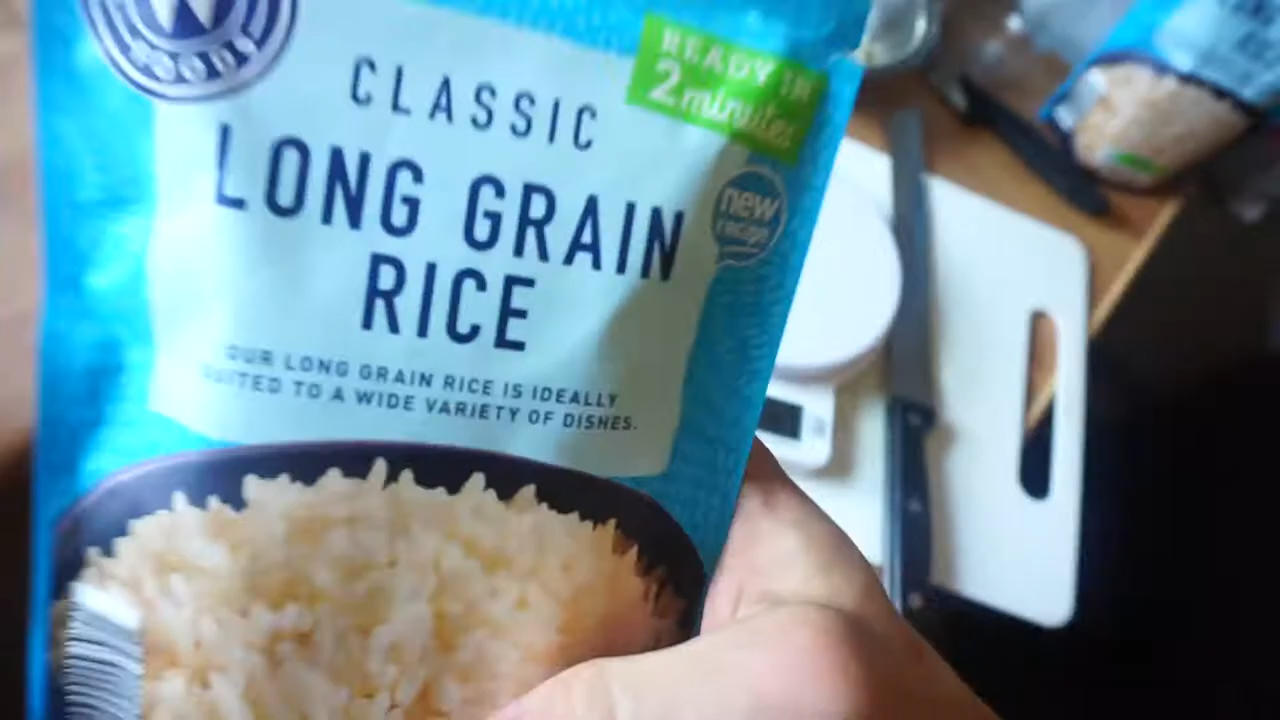 W
FOODS
READY IN
2 minutes
CLASSIC
LONG GRAIN
RICE
new
recipe
OUR LONG GRAIN RICE IS IDEALLY
SUITED TO A WIDE VARIETY OF DISHES.